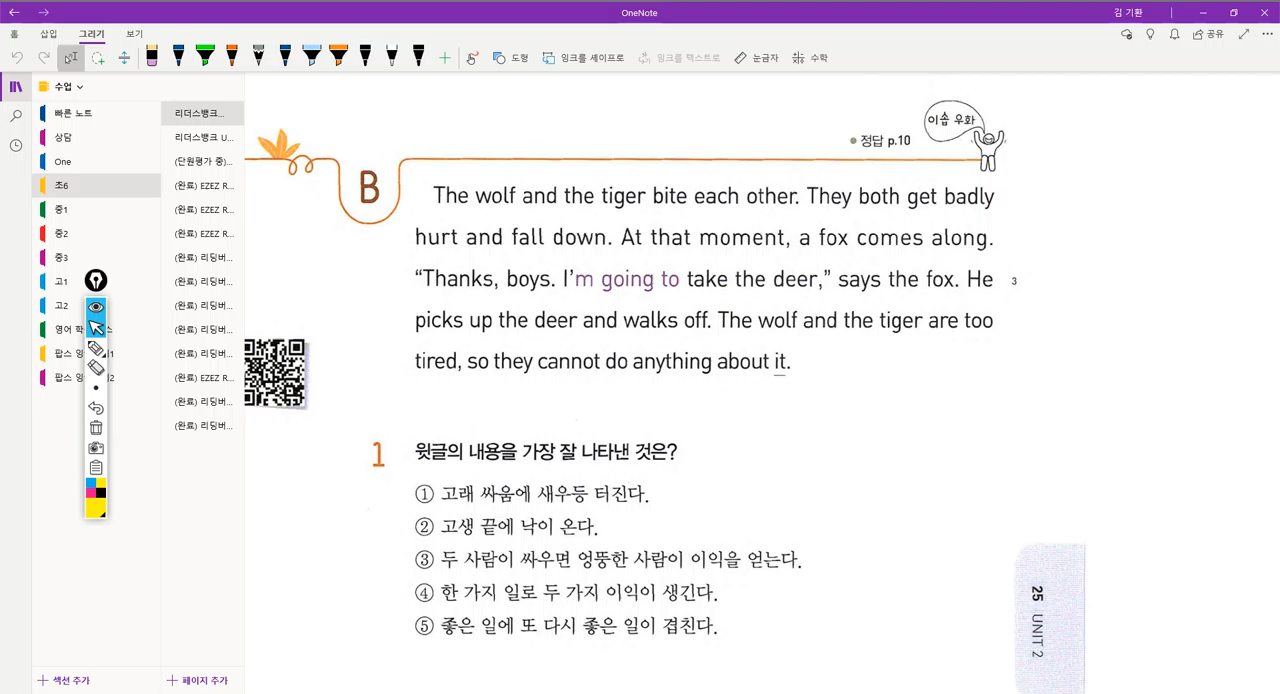 OneNote
김 기환
홈 삽입 그리기 보기
공유
도형 잉크를 셰이프로 잉크를 텍스트로 눈금자 수학
수업
빠른 노트
상담
One
초6
중1
중2
중3
고1
고2
영어 학
팝스 잉
팝스 잉
리더스뱅크...
리더스뱅크 U...
(단원평가 중)...
(완료) EZEZ R...
(완료) EZEZ R...
(완료) EZEZ R...
(완료) 리딩버...
(완료) 리딩버...
(완료) 리딩버...
(완료) 리딩버...
(완료) 리딩버...
(완료) EZEZ R...
(완료) 리딩버...
(완료) 리딩버...
섹션 추가
페이지 추가
정답 p.10
이솝 우화
B
The wolf and the tiger bite each other. They both get badly
hurt and fall down. At that moment, a fox comes along.
“Thanks, boys. I’m going to take the deer,” says the fox. He 3
picks up the deer and walks off. The wolf and the tiger are too
tired, so they cannot do anything about it.
1 윗글의 내용을 가장 잘 나타낸 것은?
① 고래 싸움에 새우등 터진다.
② 고생 끝에 낙이 온다.
③ 두 사람이 싸우면 엉뚱한 사람이 이익을 얻는다.
④ 한 가지 일로 두 가지 이익이 생긴다.
⑤ 좋은 일에 또 다시 좋은 일이 겹친다.
25 UNIT 2